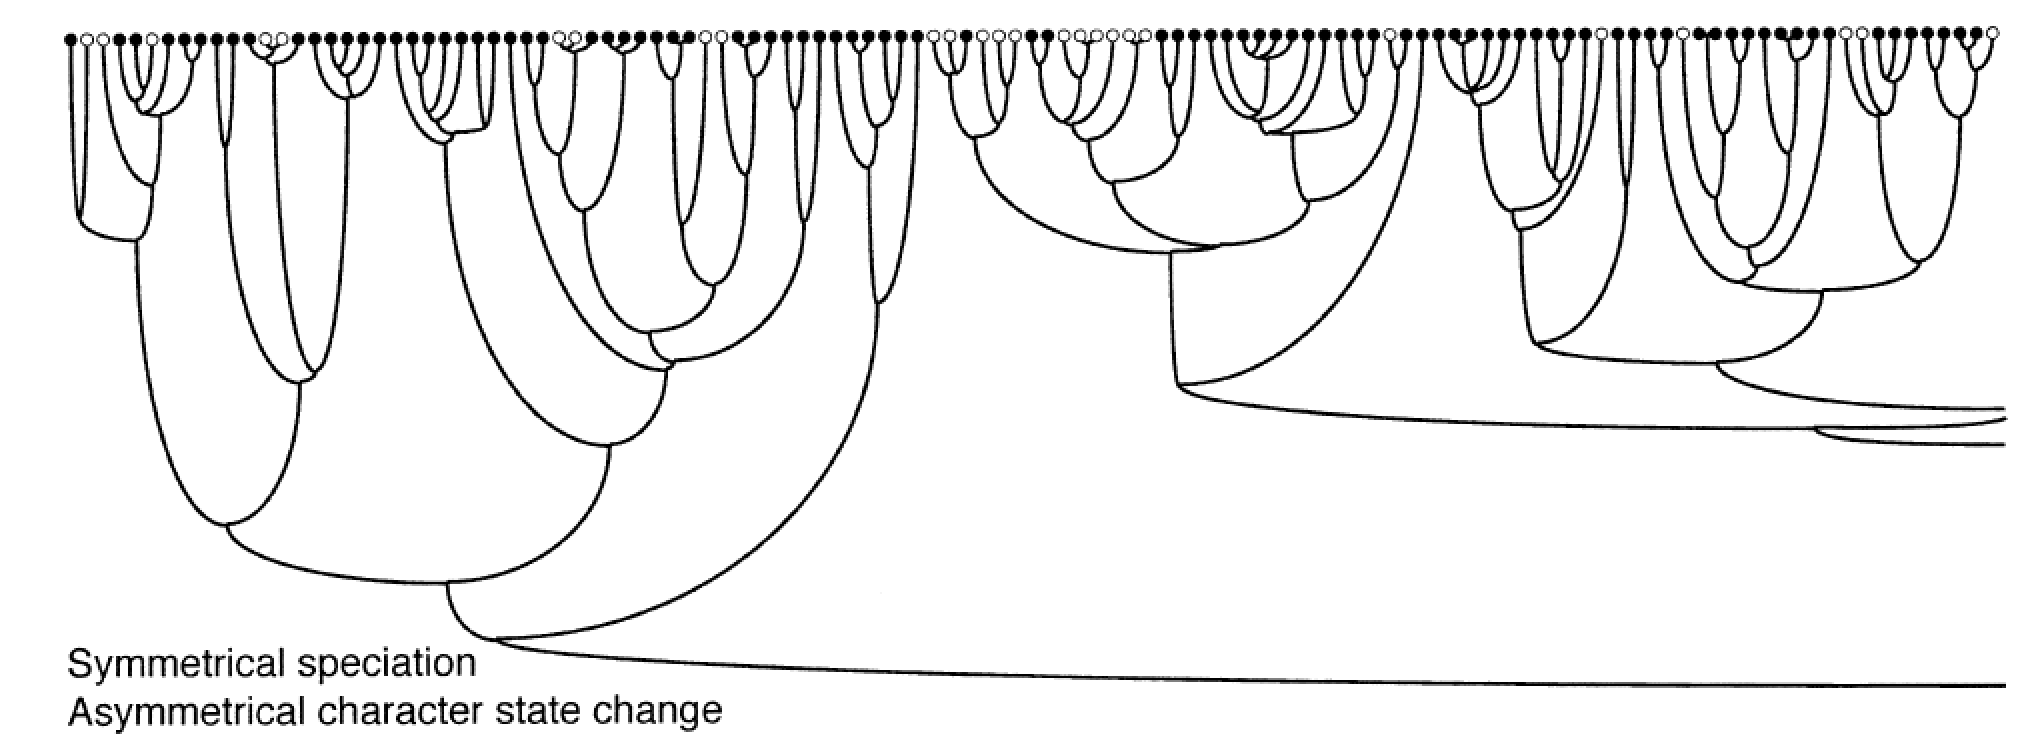 Symmetrical speciation
Asymmetrical character state change